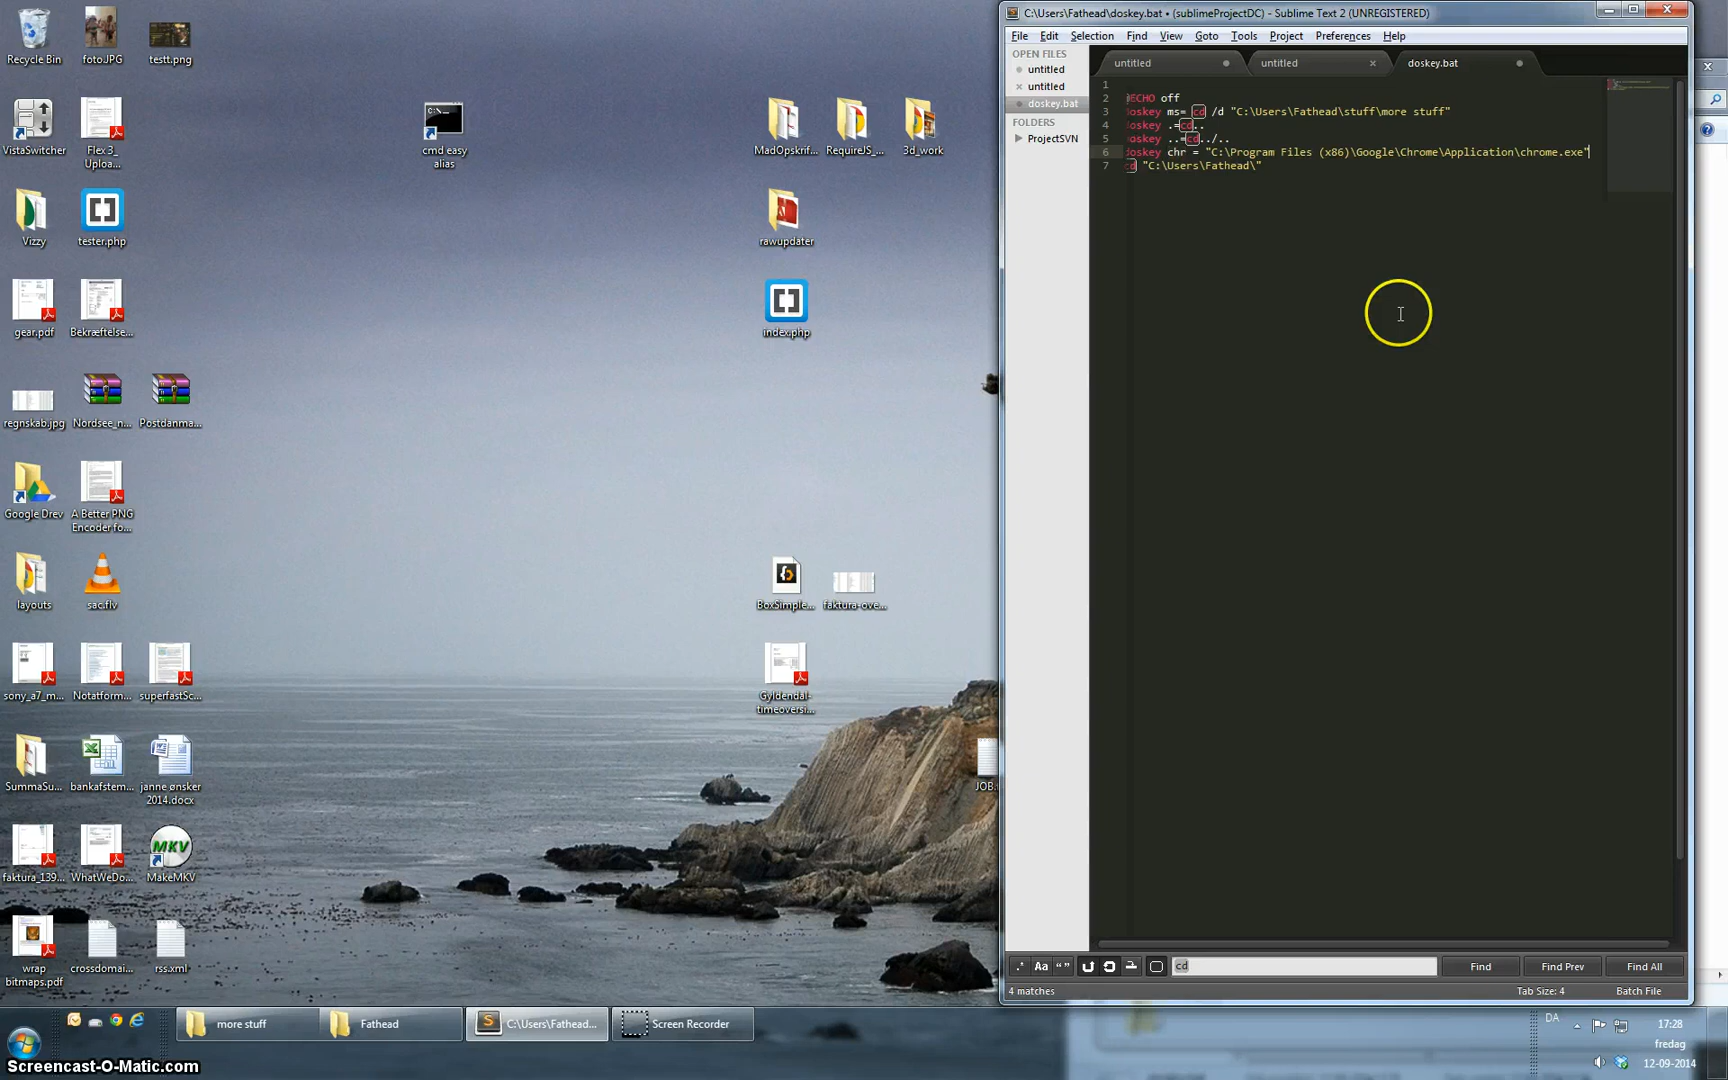 Recycle Bin
foto.JPG
testt.png
VistaSwitcher
Flex 3_
Uploa...
cmd easy
alias
MadOpskrif...
RequireJS_...
3d_work
Vizzy
tester.php
rawupdater
gear.pdf
Bekræftelse...
index.php
regnskab.jpg
Nordsee_n...
Postdanma...
Google Drev
A Better PNG
Encoder fo...
layouts
sac.flv
BoxSimple...
faktura-ove...
sony_a7_m...
Notatform...
superfastSc...
Gyldendal-
timeoversi...
SummaSu...
bankafstem...
janne ønsker
2014.docx
JOB.
MKV
faktura_139...
WhatWeDo...
MakeMKV
wrap
bitmaps.pdf
crossdomai...
rss.xml
C:\Users\Fathead\doskey.bat • (sublimeProjectDC) - Sublime Text 2 (UNREGISTERED)
File Edit Selection Find View Goto Tools Project Preferences Help
OPEN FILES
untitled
untitled
doskey.bat
FOLDERS
ProjectSVN
untitled
untitled
doskey.bat
1
2 @ECHO off
3 doskey ms= cd /d "C:\Users\Fathead\stuff\more stuff"
4 doskey .=cd..
5 doskey ..=cd../..
6 doskey chr = "C:\Program Files (x86)\Google\Chrome\Application\chrome.exe"
7 cd "C:\Users\Fathead\"
.* Aa “ ” cd Find Find Prev Find All
4 matches Tab Size: 4 Batch File
more stuff
Fathead
C:\Users\Fathead...
Screen Recorder
DA
17:28
fredag
12-09-2014
Screencast-O-Matic.com